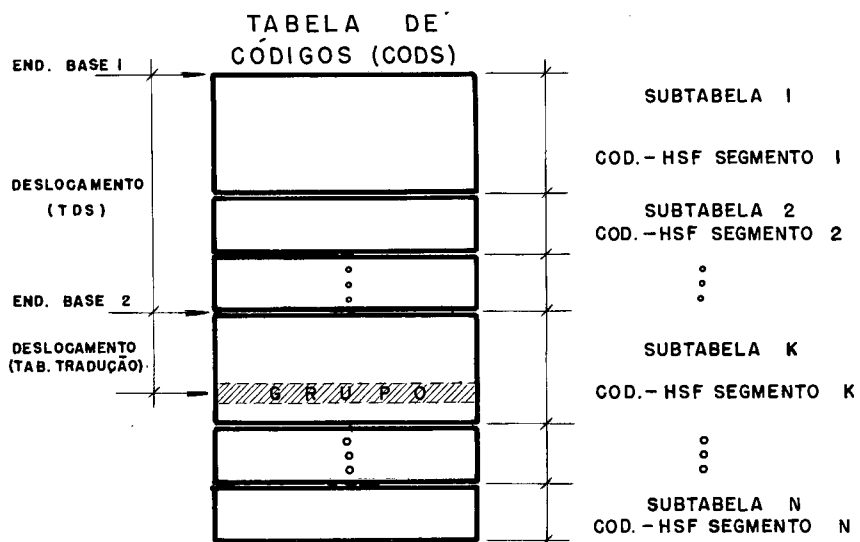 TABELA DE
CÓDIGOS (CODS)
END. BASE 1
SUBTABELA 1
COD.-HSF SEGMENTO 1
DESLOCAMENTO
(TDS)
SUBTABELA 2
COD.-HSF SEGMENTO 2
END. BASE 2
DESLOCAMENTO
(TAB. TRADUÇÃO)
SUBTABELA K
GRUPO
COD.-HSF SEGMENTO K
SUBTABELA N
COD.-HSF SEGMENTO N